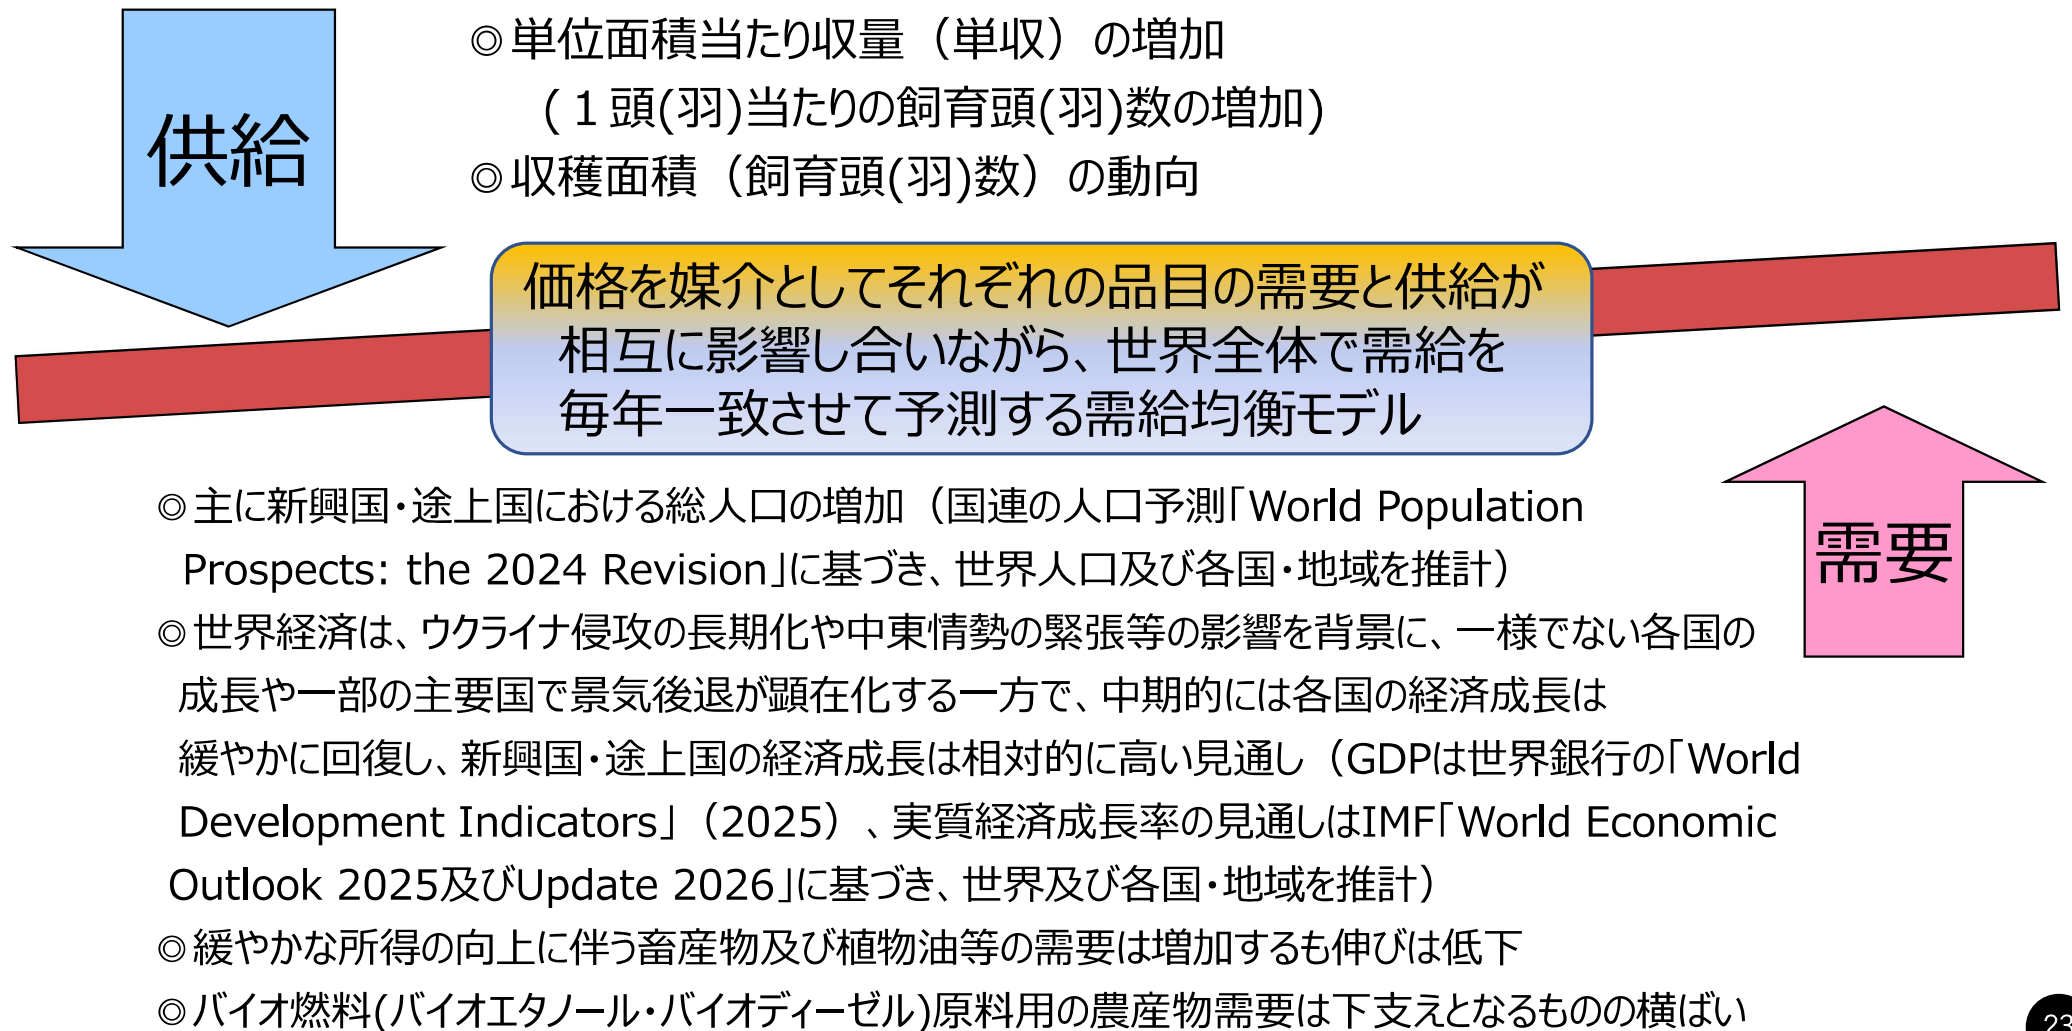 供給
◎単位面積当たり収量（単収）の増加
(１頭(羽)当たりの飼育頭(羽)数の増加)
◎収穫面積（飼育頭(羽)数）の動向
価格を媒介としてそれぞれの品目の需要と供給が
相互に影響し合いながら、世界全体で需給を
毎年一致させて予測する需給均衡モデル
需要
◎主に新興国・途上国における総人口の増加（国連の人口予測「World Population
Prospects: the 2024 Revision」に基づき、世界人口及び各国・地域を推計）
◎世界経済は、ウクライナ侵攻の長期化や中東情勢の緊張等の影響を背景に、一様でない各国の
成長や一部の主要国で景気後退が顕在化する一方で、中期的には各国の経済成長は
緩やかに回復し、新興国・途上国の経済成長は相対的に高い見通し（GDPは世界銀行の「World
Development Indicators」（2025）、実質経済成長率の見通しはIMF「World Economic
Outlook 2025及びUpdate 2026」に基づき、世界及び各国・地域を推計）
◎緩やかな所得の向上に伴う畜産物及び植物油等の需要は増加するも伸びは低下
◎バイオ燃料(バイオエタノール・バイオディーゼル)原料用の農産物需要は下支えとなるものの横ばい